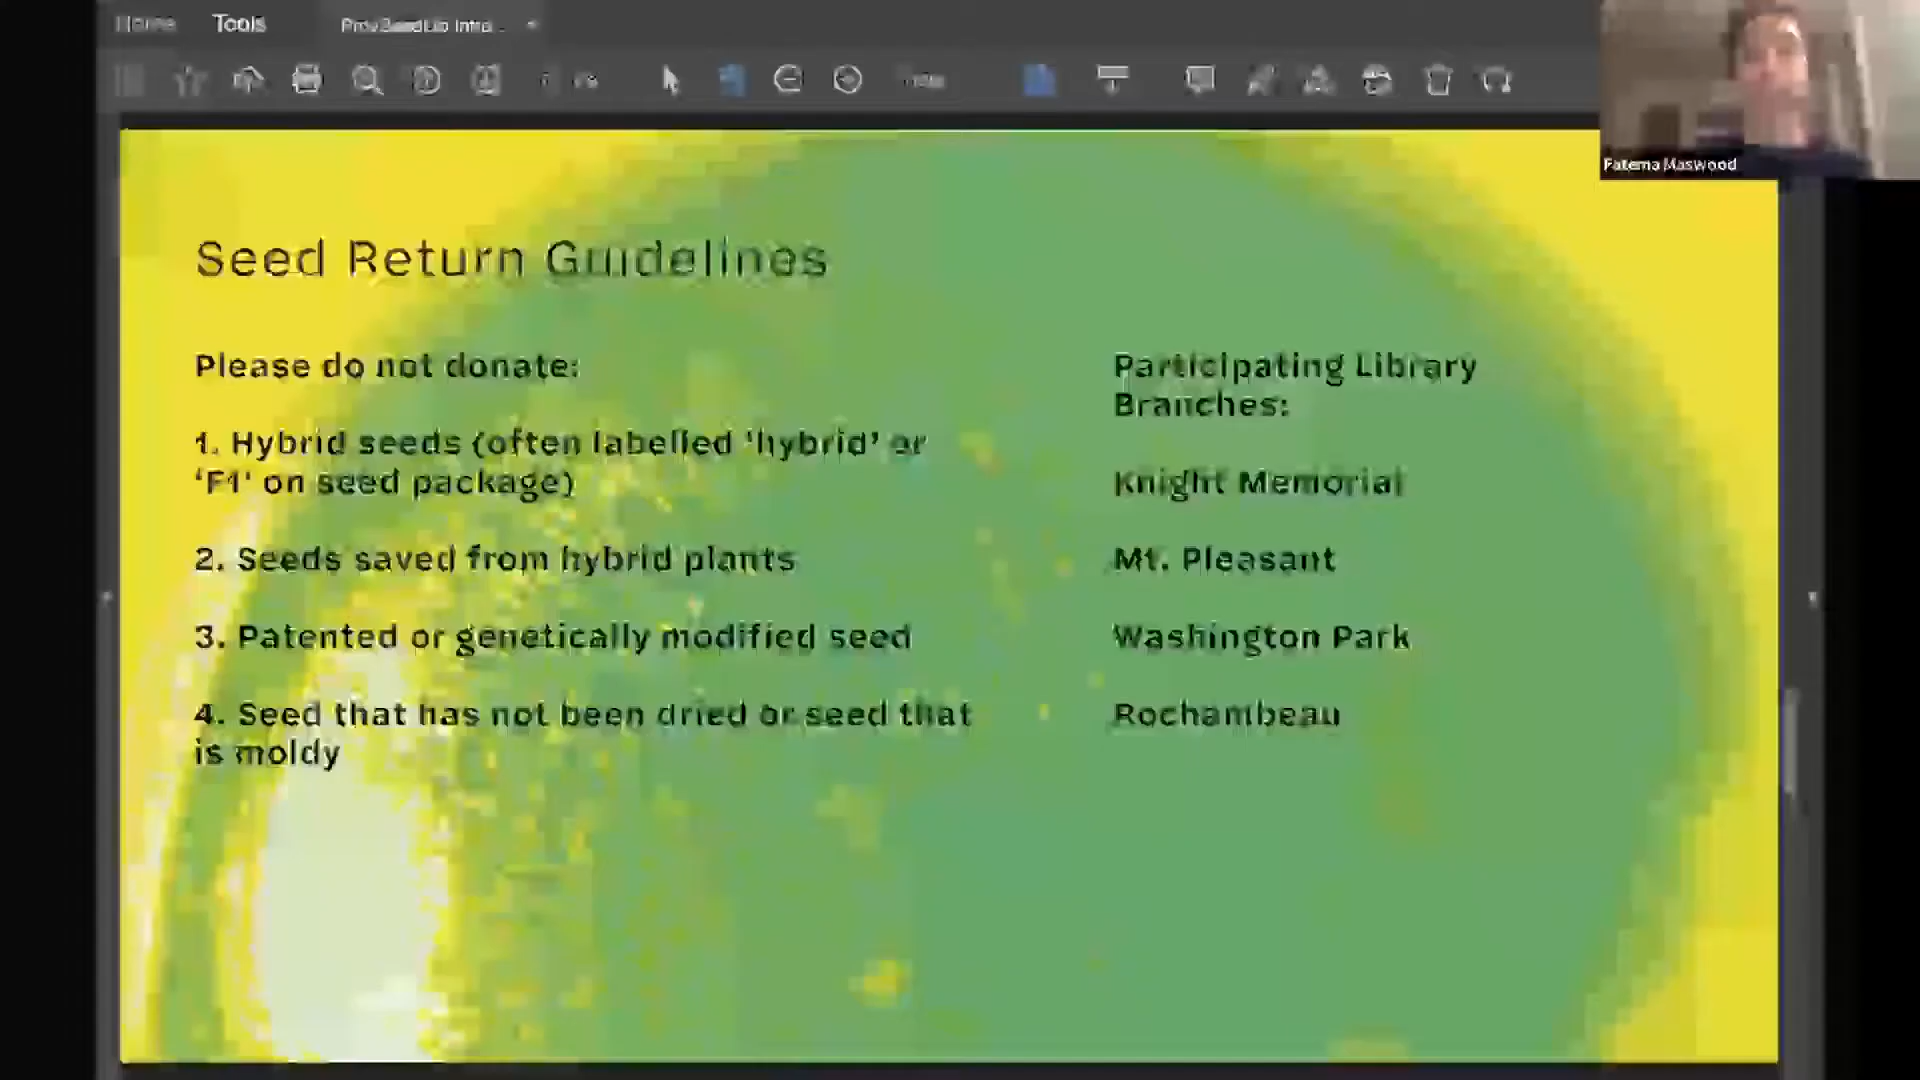 Home
Tools
ProvSeedLib Intro...
Fatema Maswood
Seed Return Guidelines
Please do not donate:
1. Hybrid seeds (often labelled ‘hybrid’ or
‘F1’ on seed package)
2. Seeds saved from hybrid plants
3. Patented or genetically modified seed
4. Seed that has not been dried or seed that
is moldy
Participating Library
Branches:
Knight Memorial
Mt. Pleasant
Washington Park
Rochambeau